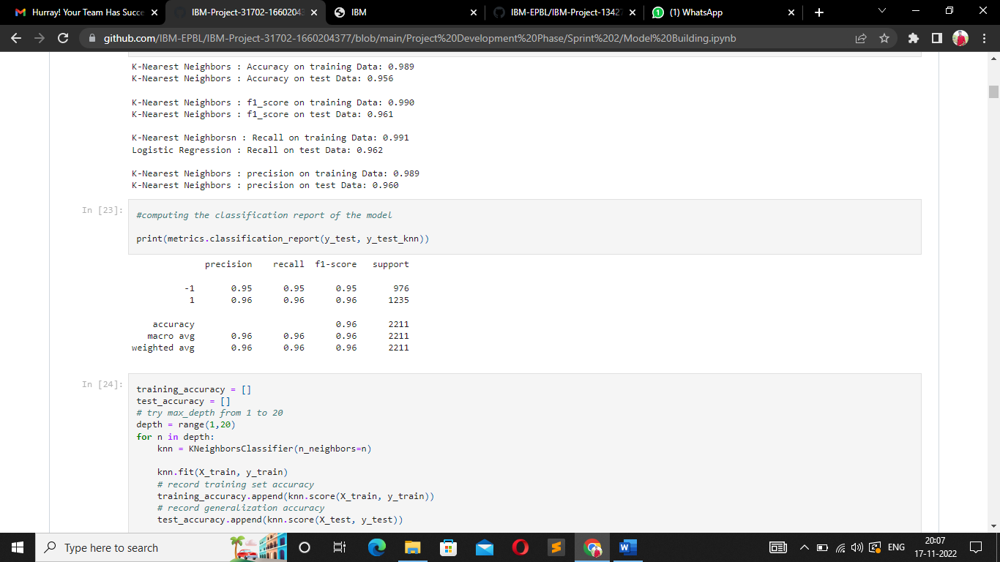 Hurray! Your Team Has Succe
IBM-Project-31702-16602043
IBM
IBM-EPBL/IBM-Project-13427
(1) WhatsApp
github.com/IBM-EPBL/IBM-Project-31702-1660204377/blob/main/Project%20Development%20Phase/Sprint%202/Model%20Building.ipynb
K-Nearest Neighbors : Accuracy on training Data: 0.989
K-Nearest Neighbors : Accuracy on test Data: 0.956
K-Nearest Neighbors : f1_score on training Data: 0.990
K-Nearest Neighbors : f1_score on test Data: 0.961
K-Nearest Neighborsn : Recall on training Data: 0.991
Logistic Regression : Recall on test Data: 0.962
K-Nearest Neighbors : precision on training Data: 0.989
K-Nearest Neighbors : precision on test Data: 0.960
In [23]:
#computing the classification report of the model
print(metrics.classification_report(y_test, y_test_knn))
precision recall f1-score support
-1 0.95 0.95 0.95 976
1 0.96 0.96 0.96 1235
accuracy 0.96 2211
macro avg 0.96 0.96 0.96 2211
weighted avg 0.96 0.96 0.96 2211
In [24]:
training_accuracy = []
test_accuracy = []
# try max_depth from 1 to 20
depth = range(1,20)
for n in depth:
knn = KNeighborsClassifier(n_neighbors=n)
knn.fit(X_train, y_train)
# record training set accuracy
training_accuracy.append(knn.score(X_train, y_train))
# record generalization accuracy
test_accuracy.append(knn.score(X_test, y_test))
Type here to search
ENG
20:07
17-11-2022